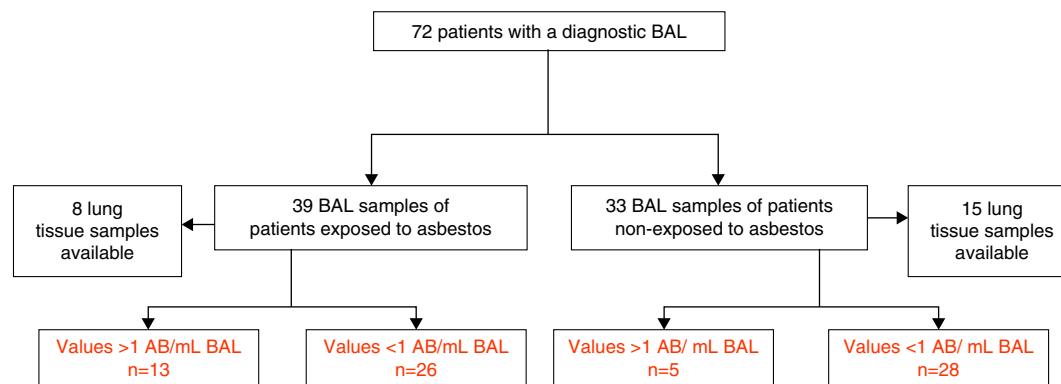 72 patients with a diagnostic BAL
8 lung
tissue samples
available
39 BAL samples of
patients exposed to asbestos
33 BAL samples of patients
non-exposed to asbestos
15 lung
tissue samples
available
Values >1 AB/mL BAL
n=13
Values <1 AB/mL BAL
n=26
Values >1 AB/ mL BAL
n=5
Values <1 AB/ mL BAL
n=28